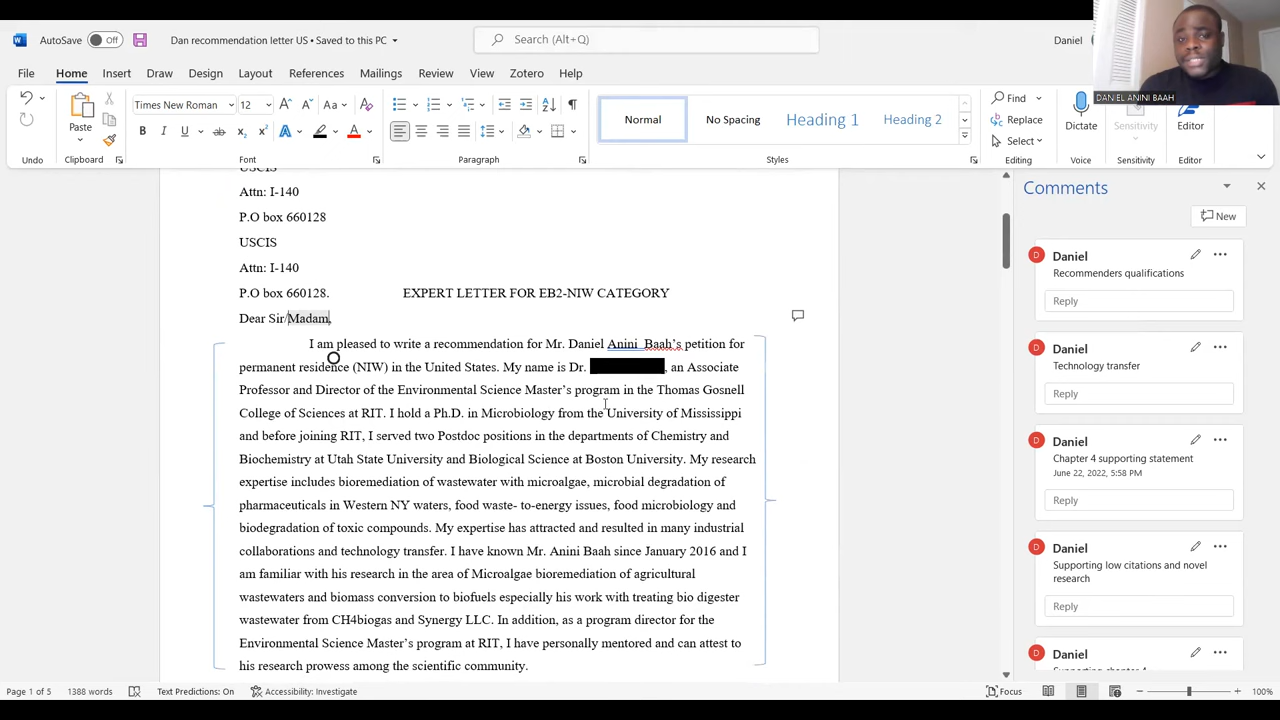 AutoSave Off Dan recommendation letter US • Saved to this PC Search (Alt+Q) Daniel
DANIEL ANINI BAAH
File Home Insert Draw Design Layout References Mailings Review View Zotero Help
Times New Roman 12 Aa
Paste
B I U ab x2 x2 A A
Normal No Spacing Heading 1 Heading 2
Find
Replace
Select
Dictate Sensitivity Editor
Undo Clipboard Font Paragraph Styles Editing Voice Sensitivity Editor
USCIS
Attn: I-140
P.O box 660128
USCIS
Attn: I-140
P.O box 660128. EXPERT LETTER FOR EB2-NIW CATEGORY
Dear Sir/Madam,
I am pleased to write a recommendation for Mr. Daniel Anini Baah’s petition for
permanent residence (NIW) in the United States. My name is Dr. , an Associate
Professor and Director of the Environmental Science Master’s program in the Thomas Gosnell
College of Sciences at RIT. I hold a Ph.D. in Microbiology from the University of Mississippi
and before joining RIT, I served two Postdoc positions in the departments of Chemistry and
Biochemistry at Utah State University and Biological Science at Boston University. My research
expertise includes bioremediation of wastewater with microalgae, microbial degradation of
pharmaceuticals in Western NY waters, food waste- to-energy issues, food microbiology and
biodegradation of toxic compounds. My expertise has attracted and resulted in many industrial
collaborations and technology transfer. I have known Mr. Anini Baah since January 2016 and I
am familiar with his research in the area of Microalgae bioremediation of agricultural
wastewaters and biomass conversion to biofuels especially his work with treating bio digester
wastewater from CH4biogas and Synergy LLC. In addition, as a program director for the
Environmental Science Master’s program at RIT, I have personally mentored and can attest to
his research prowess among the scientific community.
Comments
New
D Daniel
Recommenders qualifications
Reply
D Daniel
Technology transfer
Reply
D Daniel
Chapter 4 supporting statement
June 22, 2022, 5:58 PM
Reply
D Daniel
Supporting low citations and novel
research
Reply
D Daniel
Supporting chapter 4
Page 1 of 5 1388 words Text Predictions: On Accessibility: Investigate Focus 100%